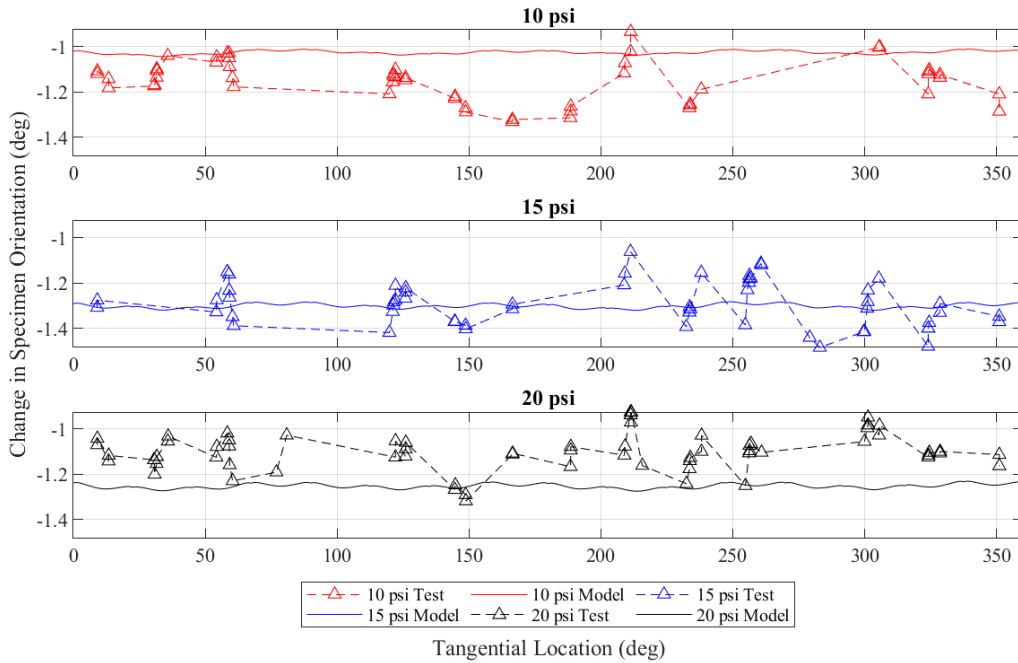 10 psi
-1
-1.2
-1.4
0 50 100 150 200 250 300 350
15 psi
-1
-1.2
-1.4
0 50 100 150 200 250 300 350
20 psi
-1
-1.2
-1.4
0 50 100 150 200 250 300 350
Change in Specimen Orientation (deg)
10 psi Test 10 psi Model 15 psi Test
15 psi Model 20 psi Test 20 psi Model
Tangential Location (deg)